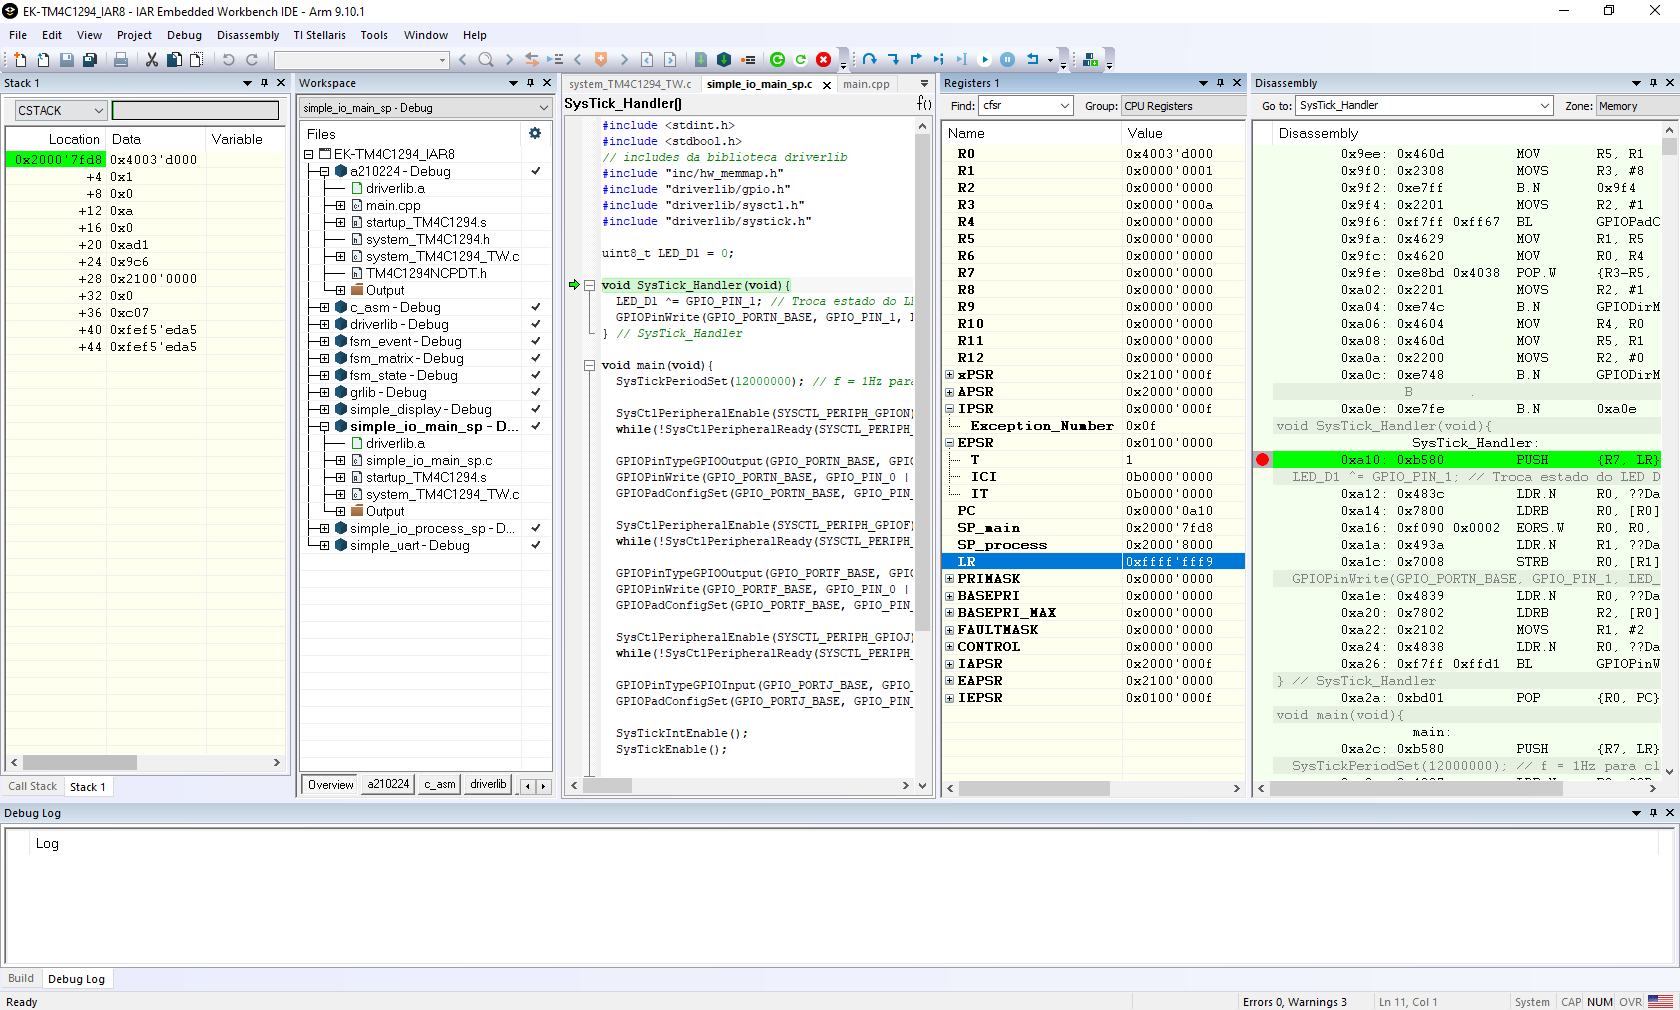 EK-TM4C1294_IAR8 - IAR Embedded Workbench IDE - Arm 9.10.1
File Edit View Project Debug Disassembly TI Stellaris Tools Window Help
Stack 1
CSTACK
Location Data Variable
0x2000'7fd8 0x4003'd000
+4 0x1
+8 0x0
+12 0xa
+16 0x0
+20 0xad1
+24 0x9c6
+28 0x2100'0000
+32 0x0
+36 0xc07
+40 0xfef5'eda5
+44 0xfef5'eda5
Call Stack Stack 1
Workspace
simple_io_main_sp - Debug
Files
EK-TM4C1294_IAR8
a210224 - Debug
driverlib.a
main.cpp
startup_TM4C1294.s
system_TM4C1294.h
system_TM4C1294_TW.c
TM4C1294NCPDT.h
Output
c_asm - Debug
driverlib - Debug
fsm_event - Debug
fsm_matrix - Debug
fsm_state - Debug
grlib - Debug
simple_display - Debug
simple_io_main_sp - D...
driverlib.a
simple_io_main_sp.c
startup_TM4C1294.s
system_TM4C1294_TW.c
Output
simple_io_process_sp - D...
simple_uart - Debug
Overview a210224 c_asm driverlib
system_TM4C1294_TW.c simple_io_main_sp.c main.cpp
SysTick_Handler() f()
#include <stdint.h>
#include <stdbool.h>
// includes da biblioteca driverlib
#include "inc/hw_memmap.h"
#include "driverlib/gpio.h"
#include "driverlib/sysctl.h"
#include "driverlib/systick.h"
uint8_t LED_D1 = 0;
void SysTick_Handler(void){
LED_D1 ^= GPIO_PIN_1; // Troca estado do LE
GPIOPinWrite(GPIO_PORTN_BASE, GPIO_PIN_1, 
} // SysTick_Handler
void main(void){
SysTickPeriodSet(12000000); // f = 1Hz para
SysCtlPeripheralEnable(SYSCTL_PERIPH_GPION)
while(!SysCtlPeripheralReady(SYSCTL_PERIPH_
GPIOPinTypeGPIOOutput(GPIO_PORTN_BASE, GPIO
GPIOPinWrite(GPIO_PORTN_BASE, GPIO_PIN_0 |
GPIOPadConfigSet(GPIO_PORTN_BASE, GPIO_PIN_
SysCtlPeripheralEnable(SYSCTL_PERIPH_GPIOF)
while(!SysCtlPeripheralReady(SYSCTL_PERIPH_
GPIOPinTypeGPIOOutput(GPIO_PORTF_BASE, GPIO
GPIOPinWrite(GPIO_PORTF_BASE, GPIO_PIN_0 |
GPIOPadConfigSet(GPIO_PORTF_BASE, GPIO_PIN_
SysCtlPeripheralEnable(SYSCTL_PERIPH_GPIOJ)
while(!SysCtlPeripheralReady(SYSCTL_PERIPH_
GPIOPinTypeGPIOInput(GPIO_PORTJ_BASE, GPIO_
GPIOPadConfigSet(GPIO_PORTJ_BASE, GPIO_PIN_
SysTickIntEnable();
SysTickEnable();
Registers 1
Find: cfsr Group: CPU Registers
Name Value
R0 0x4003'd000
R1 0x0000'0001
R2 0x0000'0000
R3 0x0000'000a
R4 0x0000'0000
R5 0x0000'0000
R6 0x0000'0000
R7 0x0000'0000
R8 0x0000'0000
R9 0x0000'0000
R10 0x0000'0000
R11 0x0000'0000
R12 0x0000'0000
xPSR 0x2100'000f
APSR 0x2000'0000
IPSR 0x0000'000f
Exception_Number 0x0f
EPSR 0x0100'0000
T 1
ICI 0b0000'0000
IT 0b0000'0000
PC 0x0000'0a10
SP_main 0x2000'7fd8
SP_process 0x2000'8000
LR 0xffff'fff9
PRIMASK 0x0000'0000
BASEPRI 0x0000'0000
BASEPRI_MAX 0x0000'0000
FAULTMASK 0x0000'0000
CONTROL 0x0000'0000
IAPSR 0x2000'000f
EAPSR 0x2100'0000
IEPSR 0x0100'000f
Disassembly
Go to: SysTick_Handler Zone: Memory
Disassembly
0x9ee: 0x460d MOV R5, R1
0x9f0: 0x2308 MOVS R3, #8
0x9f2: 0xe7ff B.N 0x9f4
0x9f4: 0x2201 MOVS R2, #1
0x9f6: 0xf7ff 0xff67 BL GPIOPadC
0x9fa: 0x4629 MOV R1, R5
0x9fc: 0x4620 MOV R0, R4
0x9fe: 0xe8bd 0x4038 POP.W {R3-R5,
0xa02: 0x2201 MOVS R2, #1
0xa04: 0xe74c B.N GPIODirM
0xa06: 0x4604 MOV R4, R0
0xa08: 0x460d MOV R5, R1
0xa0a: 0x2200 MOVS R2, #0
0xa0c: 0xe748 B.N GPIODirM
B .
0xa0e: 0xe7fe B.N 0xa0e
void SysTick_Handler(void){
SysTick_Handler:
0xa10: 0xb580 PUSH {R7, LR}
LED_D1 ^= GPIO_PIN_1; // Troca estado do LED D
0xa12: 0x483c LDR.N R0, ??Da
0xa14: 0x7800 LDRB R0, [R0]
0xa16: 0xf090 0x0002 EORS.W R0, R0,
0xa1a: 0x493a LDR.N R1, ??Da
0xa1c: 0x7008 STRB R0, [R1]
GPIOPinWrite(GPIO_PORTN_BASE, GPIO_PIN_1, LED_
0xa1e: 0x4839 LDR.N R0, ??Da
0xa20: 0x7802 LDRB R2, [R0]
0xa22: 0x2102 MOVS R1, #2
0xa24: 0x4838 LDR.N R0, ??Da
0xa26: 0xf7ff 0xffd1 BL GPIOPinW
} // SysTick_Handler
0xa2a: 0xbd01 POP {R0, PC}
void main(void){
main:
0xa2c: 0xb580 PUSH {R7, LR}
SysTickPeriodSet(12000000); // f = 1Hz para cl
Debug Log
Log
Build Debug Log
Ready Errors 0, Warnings 3 Ln 11, Col 1 System CAP NUM OVR